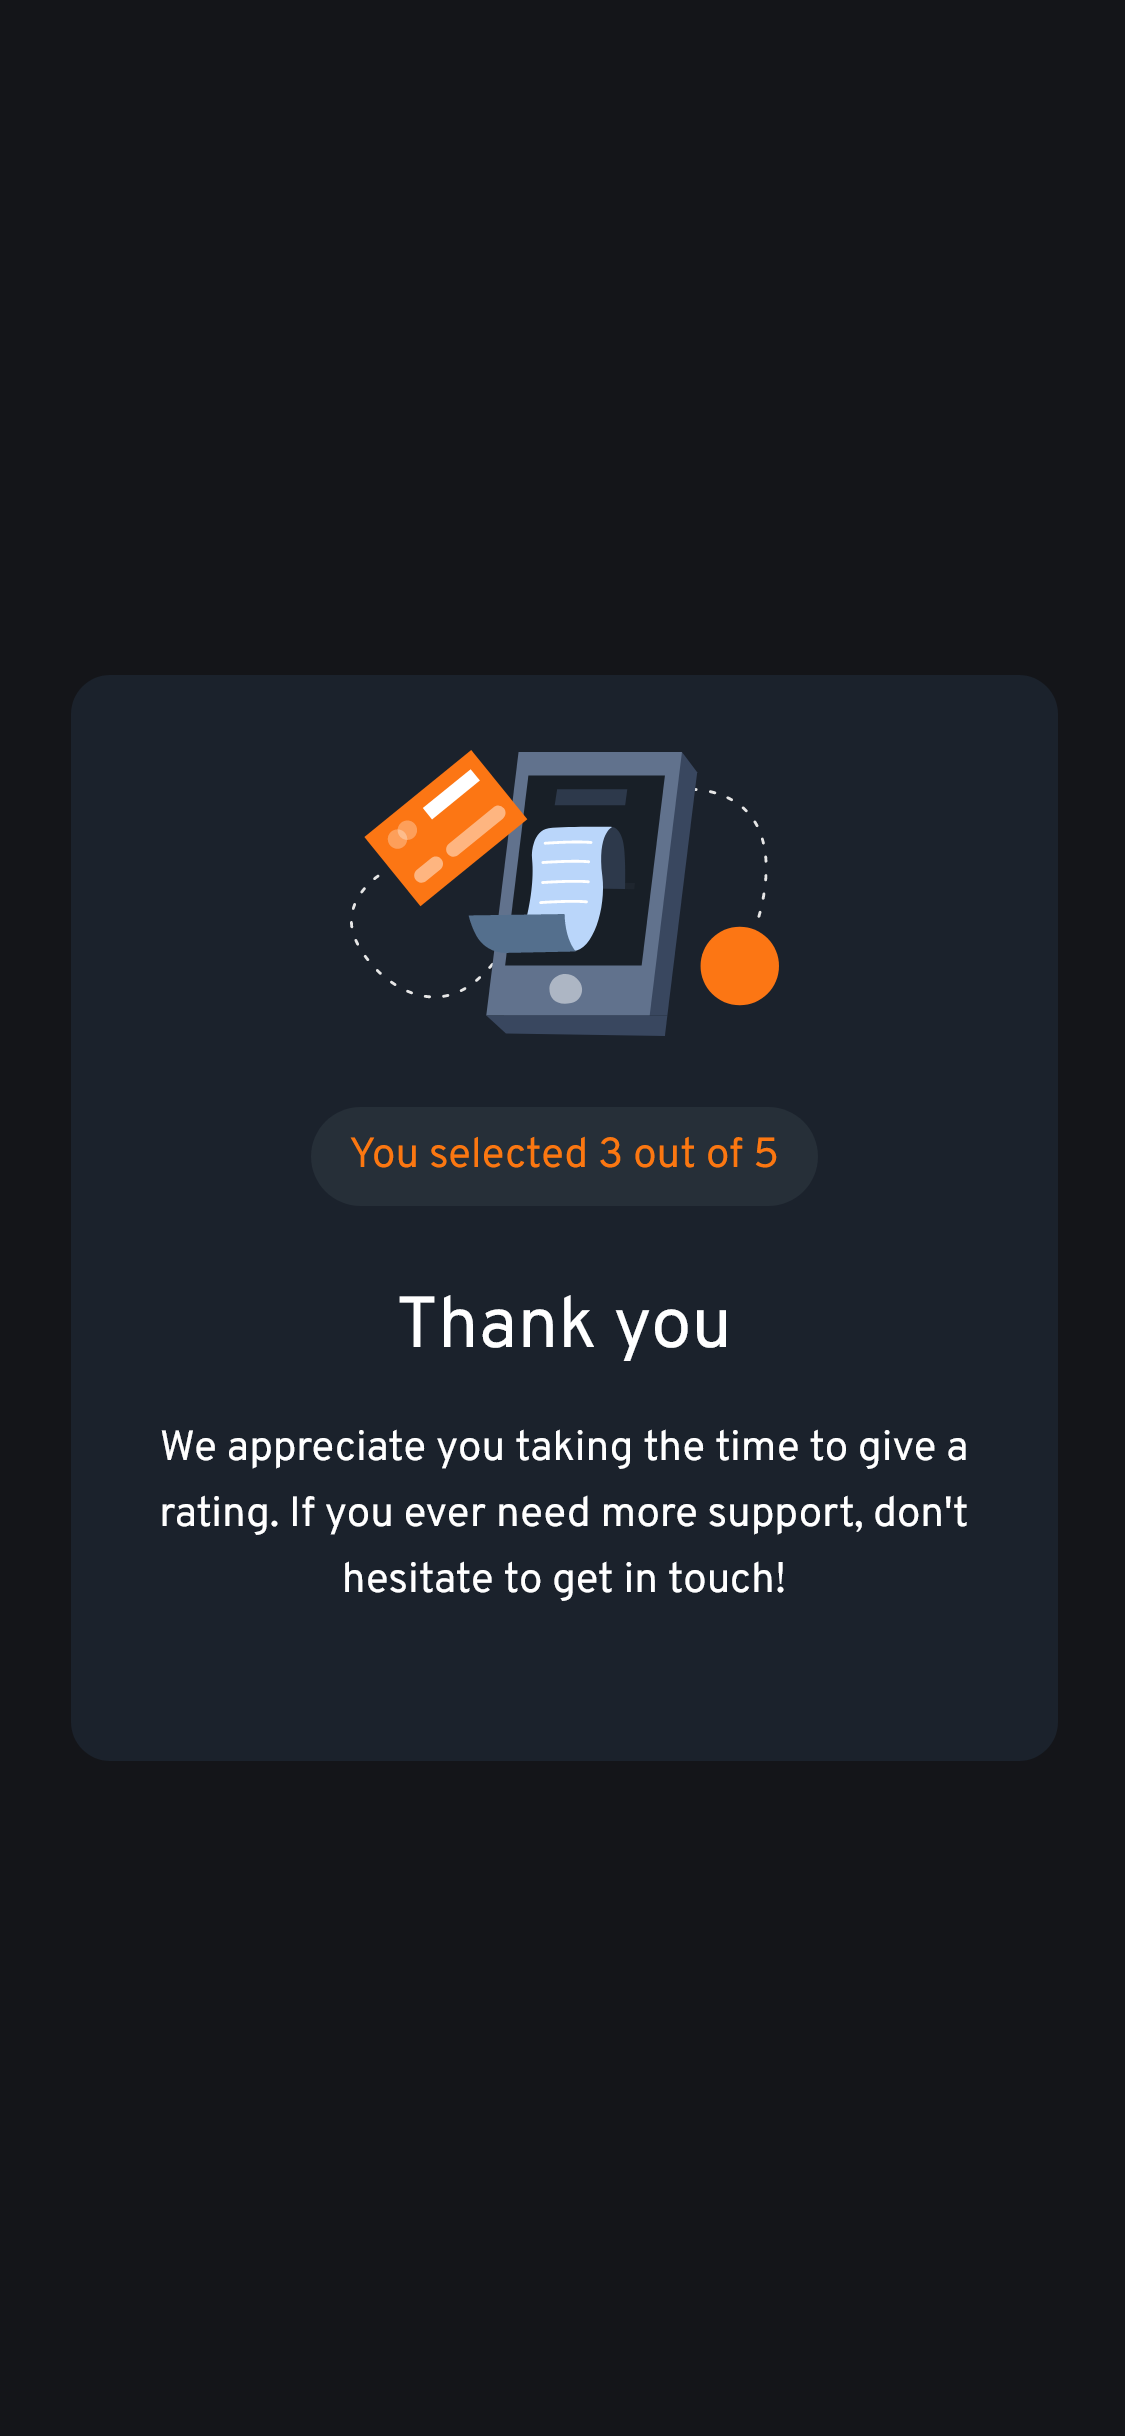 You selected 3 out of 5
Thank you
We appreciate you taking the time to give a
rating. If you ever need more support, don't
hesitate to get in touch!